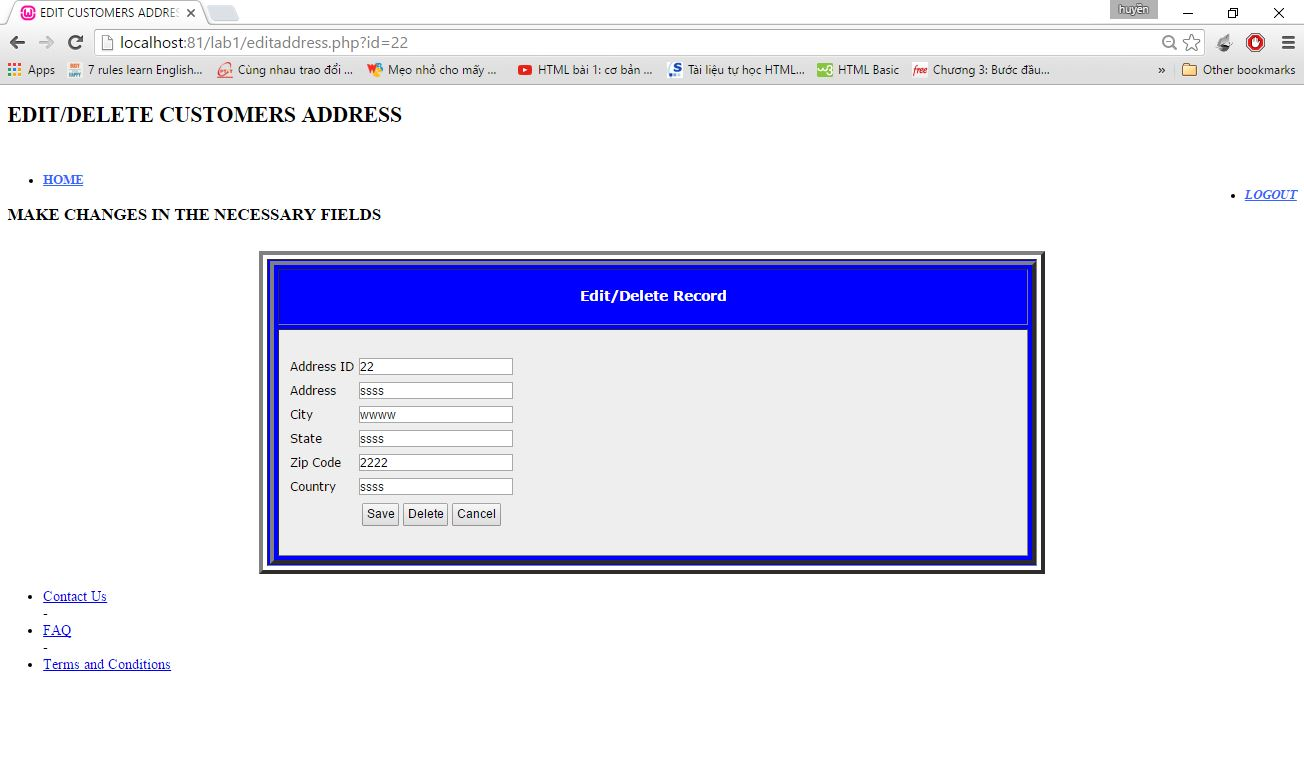 EDIT CUSTOMERS ADDRES
huyền
localhost:81/lab1/editaddress.php?id=22
Apps 7 rules learn English... Cùng nhau trao đổi ... Mẹo nhỏ cho mấy ... HTML bài 1: cơ bản ... Tài liệu tự học HTML... HTML Basic Chương 3: Bước đầu... » Other bookmarks
EDIT/DELETE CUSTOMERS ADDRESS
HOME
LOGOUT
MAKE CHANGES IN THE NECESSARY FIELDS
Edit/Delete Record
Address ID 22
Address ssss
City wwww
State ssss
Zip Code 2222
Country ssss
Save Delete Cancel
Contact Us
-
FAQ
-
Terms and Conditions